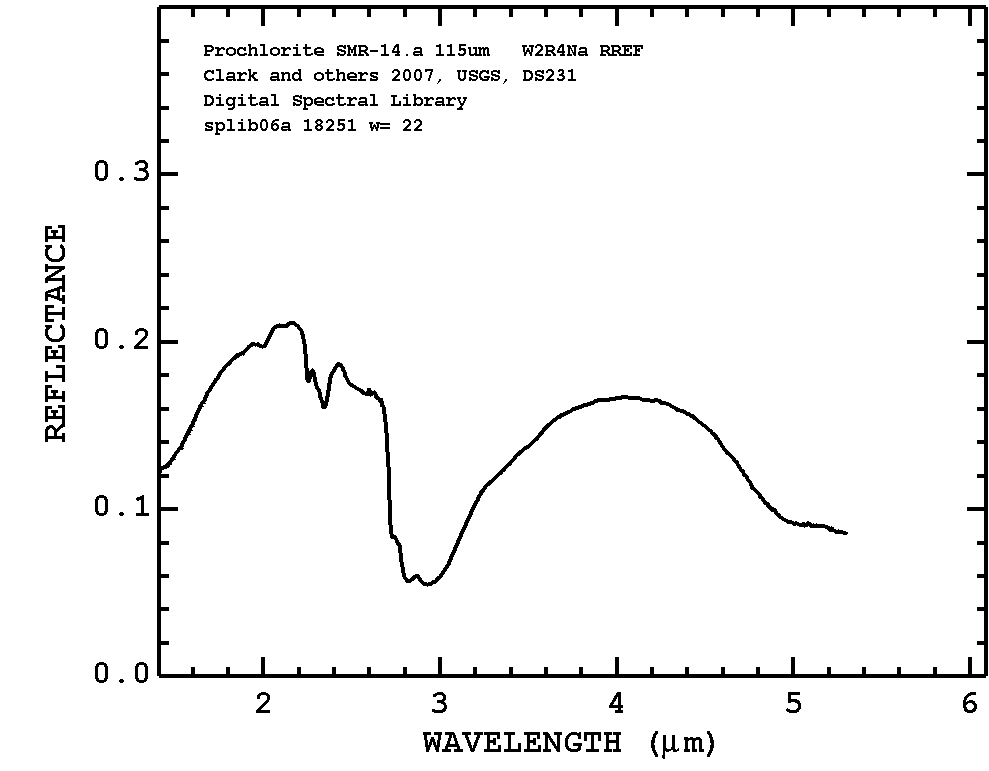 Prochlorite SMR-14.a 115um W2R4Na RREF
Clark and others 2007, USGS, DS231
Digital Spectral Library
splib06a 18251 w= 22
0.3
0.2
0.1
0.0
REFLECTANCE
2 3 4 5 6
WAVELENGTH (μm)